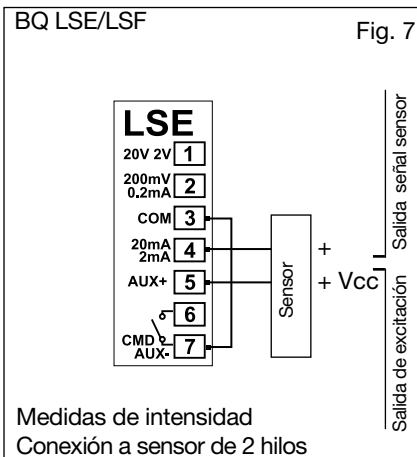 BQ LSE/LSF
Fig. 7
LSE
20V 2V 1
200mV
0.2mA 2
COM 3
20mA
2mA 4
AUX+ 5
6
CMD
AUX- 7
Sensor
+
+ Vcc
Salida señal sensor
Salida de excitación
Medidas de intensidad
Conexión a sensor de 2 hilos